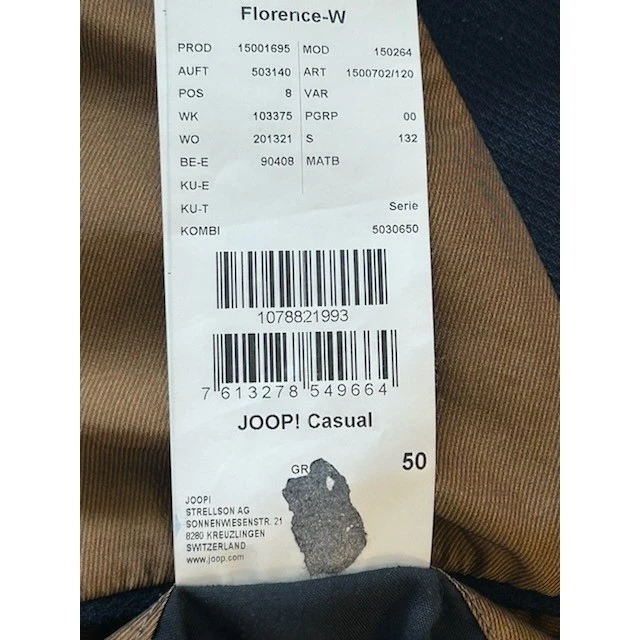 Florence-W
PROD 15001695 MOD 150264
AUFT 503140 ART 1500702/120
POS 8 VAR
WK 103375 PGRP 00
WO 201321 S 132
BE-E 90408 MATB
KU-E
KU-T Serie
KOMBI 5030650
1078821993
7 613278 549664
JOOP! Casual
GR 50
JOOP!
STRELLSON AG
SONNENWIESENSTR. 21
8280 KREUZLINGEN
SWITZERLAND
www.joop.com